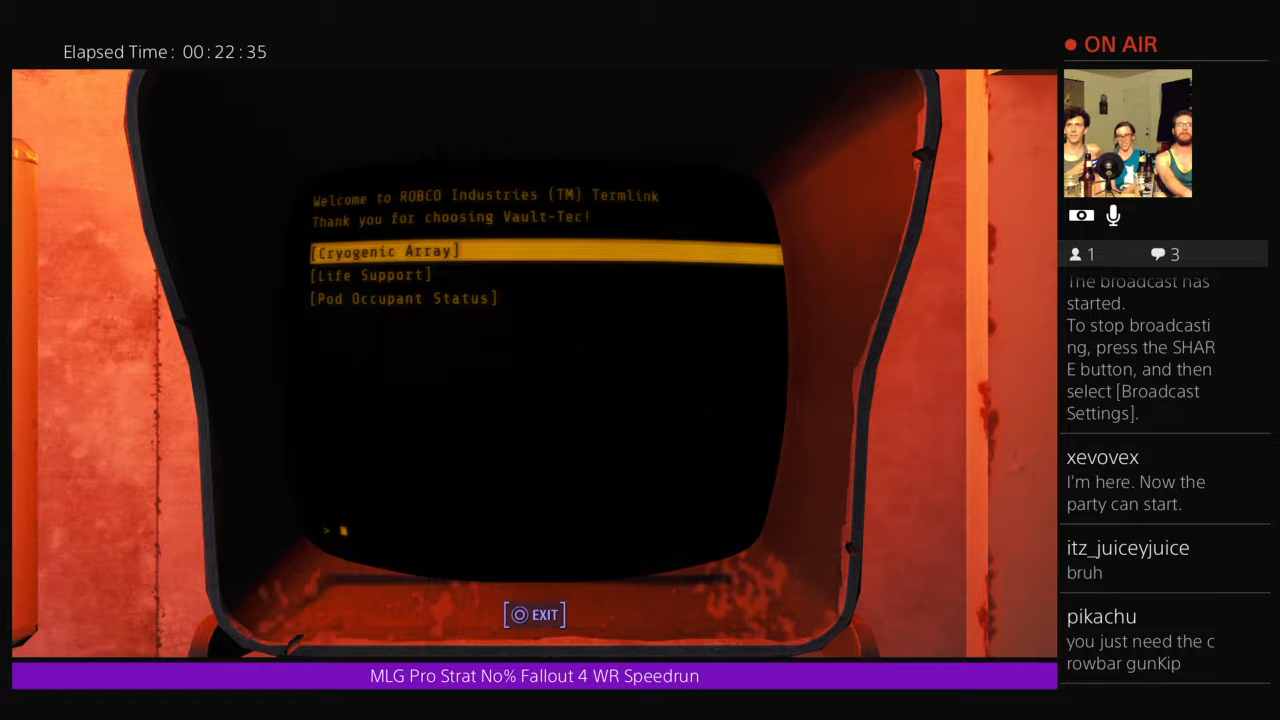 Elapsed Time: 00:22:35
ON AIR
Welcome to ROBCO Industries (TM) Termlink
Thank you for choosing Vault-Tec!
[Cryogenic Array]
[Life Support]
[Pod Occupant Status]
>
[EXIT]
MLG Pro Strat No% Fallout 4 WR Speedrun
1 3
The broadcast has
started.
To stop broadcasti
ng, press the SHAR
E button, and then
select [Broadcast
Settings].
xevovex
I'm here. Now the
party can start.
itz_juiceyjuice
bruh
pikachu
you just need the c
rowbar gunKip